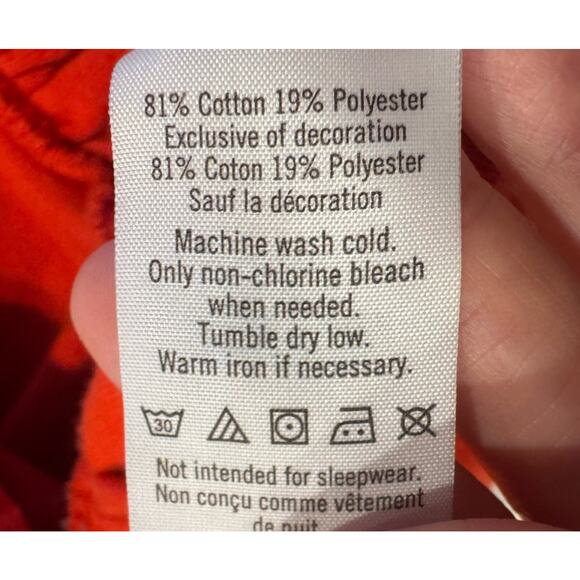 81% Cotton 19% Polyester
Exclusive of decoration
81% Coton 19% Polyester
Sauf la décoration
Machine wash cold.
Only non-chlorine bleach
when needed.
Tumble dry low.
Warm iron if necessary.
30
Not intended for sleepwear.
Non conçu comme vêtement
de nuit